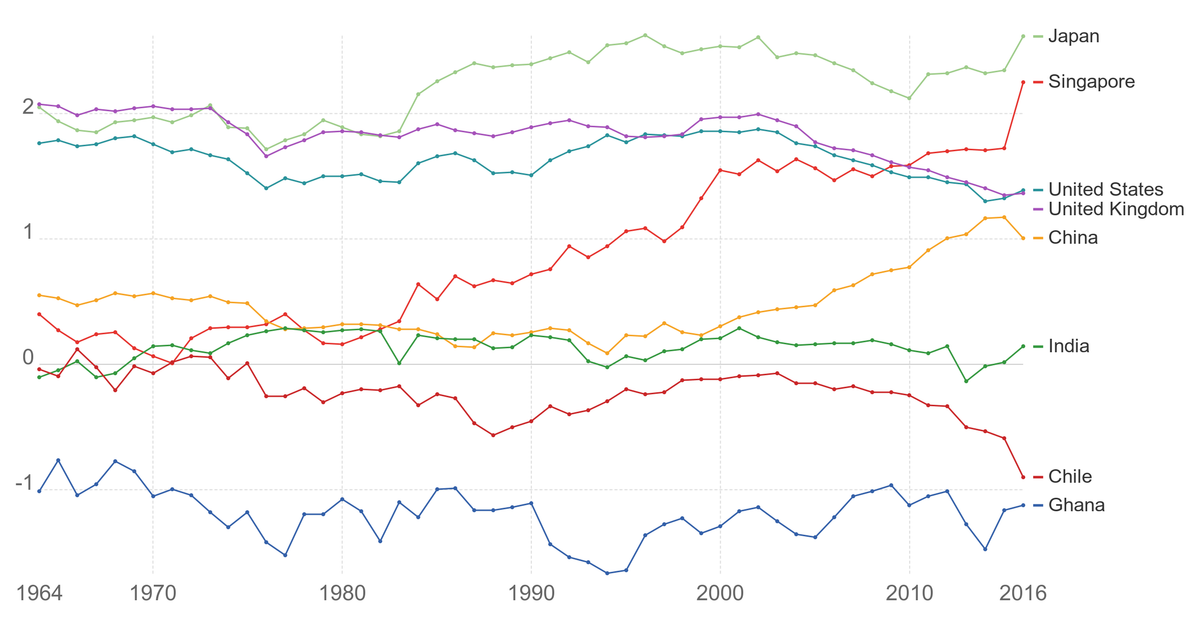 Japan
Singapore
2
United States
United Kingdom
1
China
India
0
Chile
-1
Ghana
1964 1970 1980 1990 2000 2010 2016